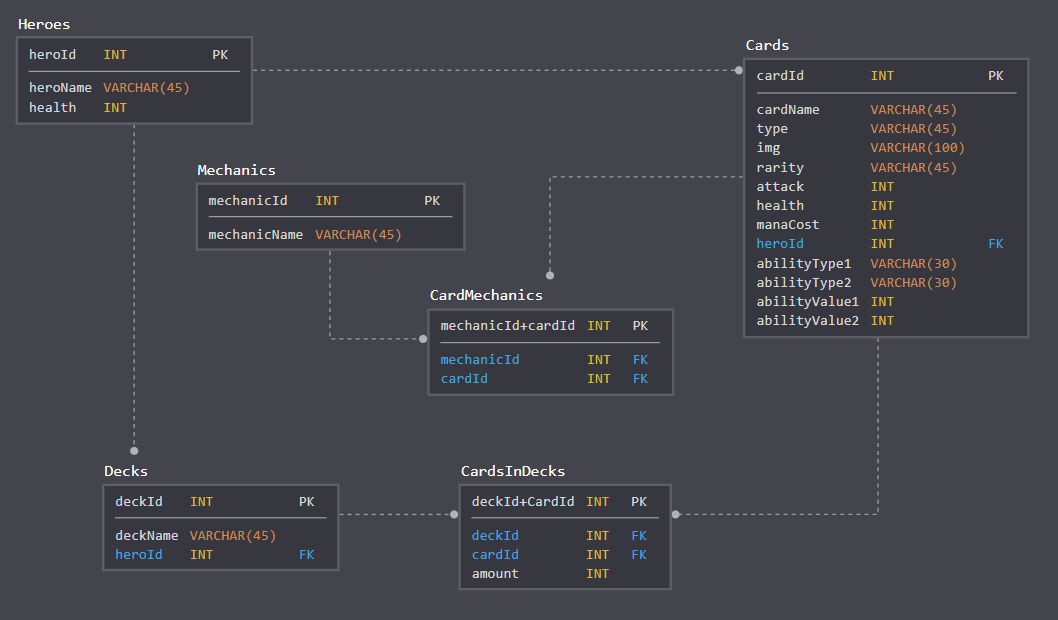 Heroes
heroId INT PK
heroName VARCHAR(45)
health INT
Cards
cardId INT PK
cardName VARCHAR(45)
type VARCHAR(45)
img VARCHAR(100)
rarity VARCHAR(45)
attack INT
health INT
manaCost INT
heroId INT FK
abilityType1 VARCHAR(30)
abilityType2 VARCHAR(30)
abilityValue1 INT
abilityValue2 INT
Mechanics
mechanicId INT PK
mechanicName VARCHAR(45)
CardMechanics
mechanicId+cardId INT PK
mechanicId INT FK
cardId INT FK
Decks
deckId INT PK
deckName VARCHAR(45)
heroId INT FK
CardsInDecks
deckId+CardId INT PK
deckId INT FK
cardId INT FK
amount INT